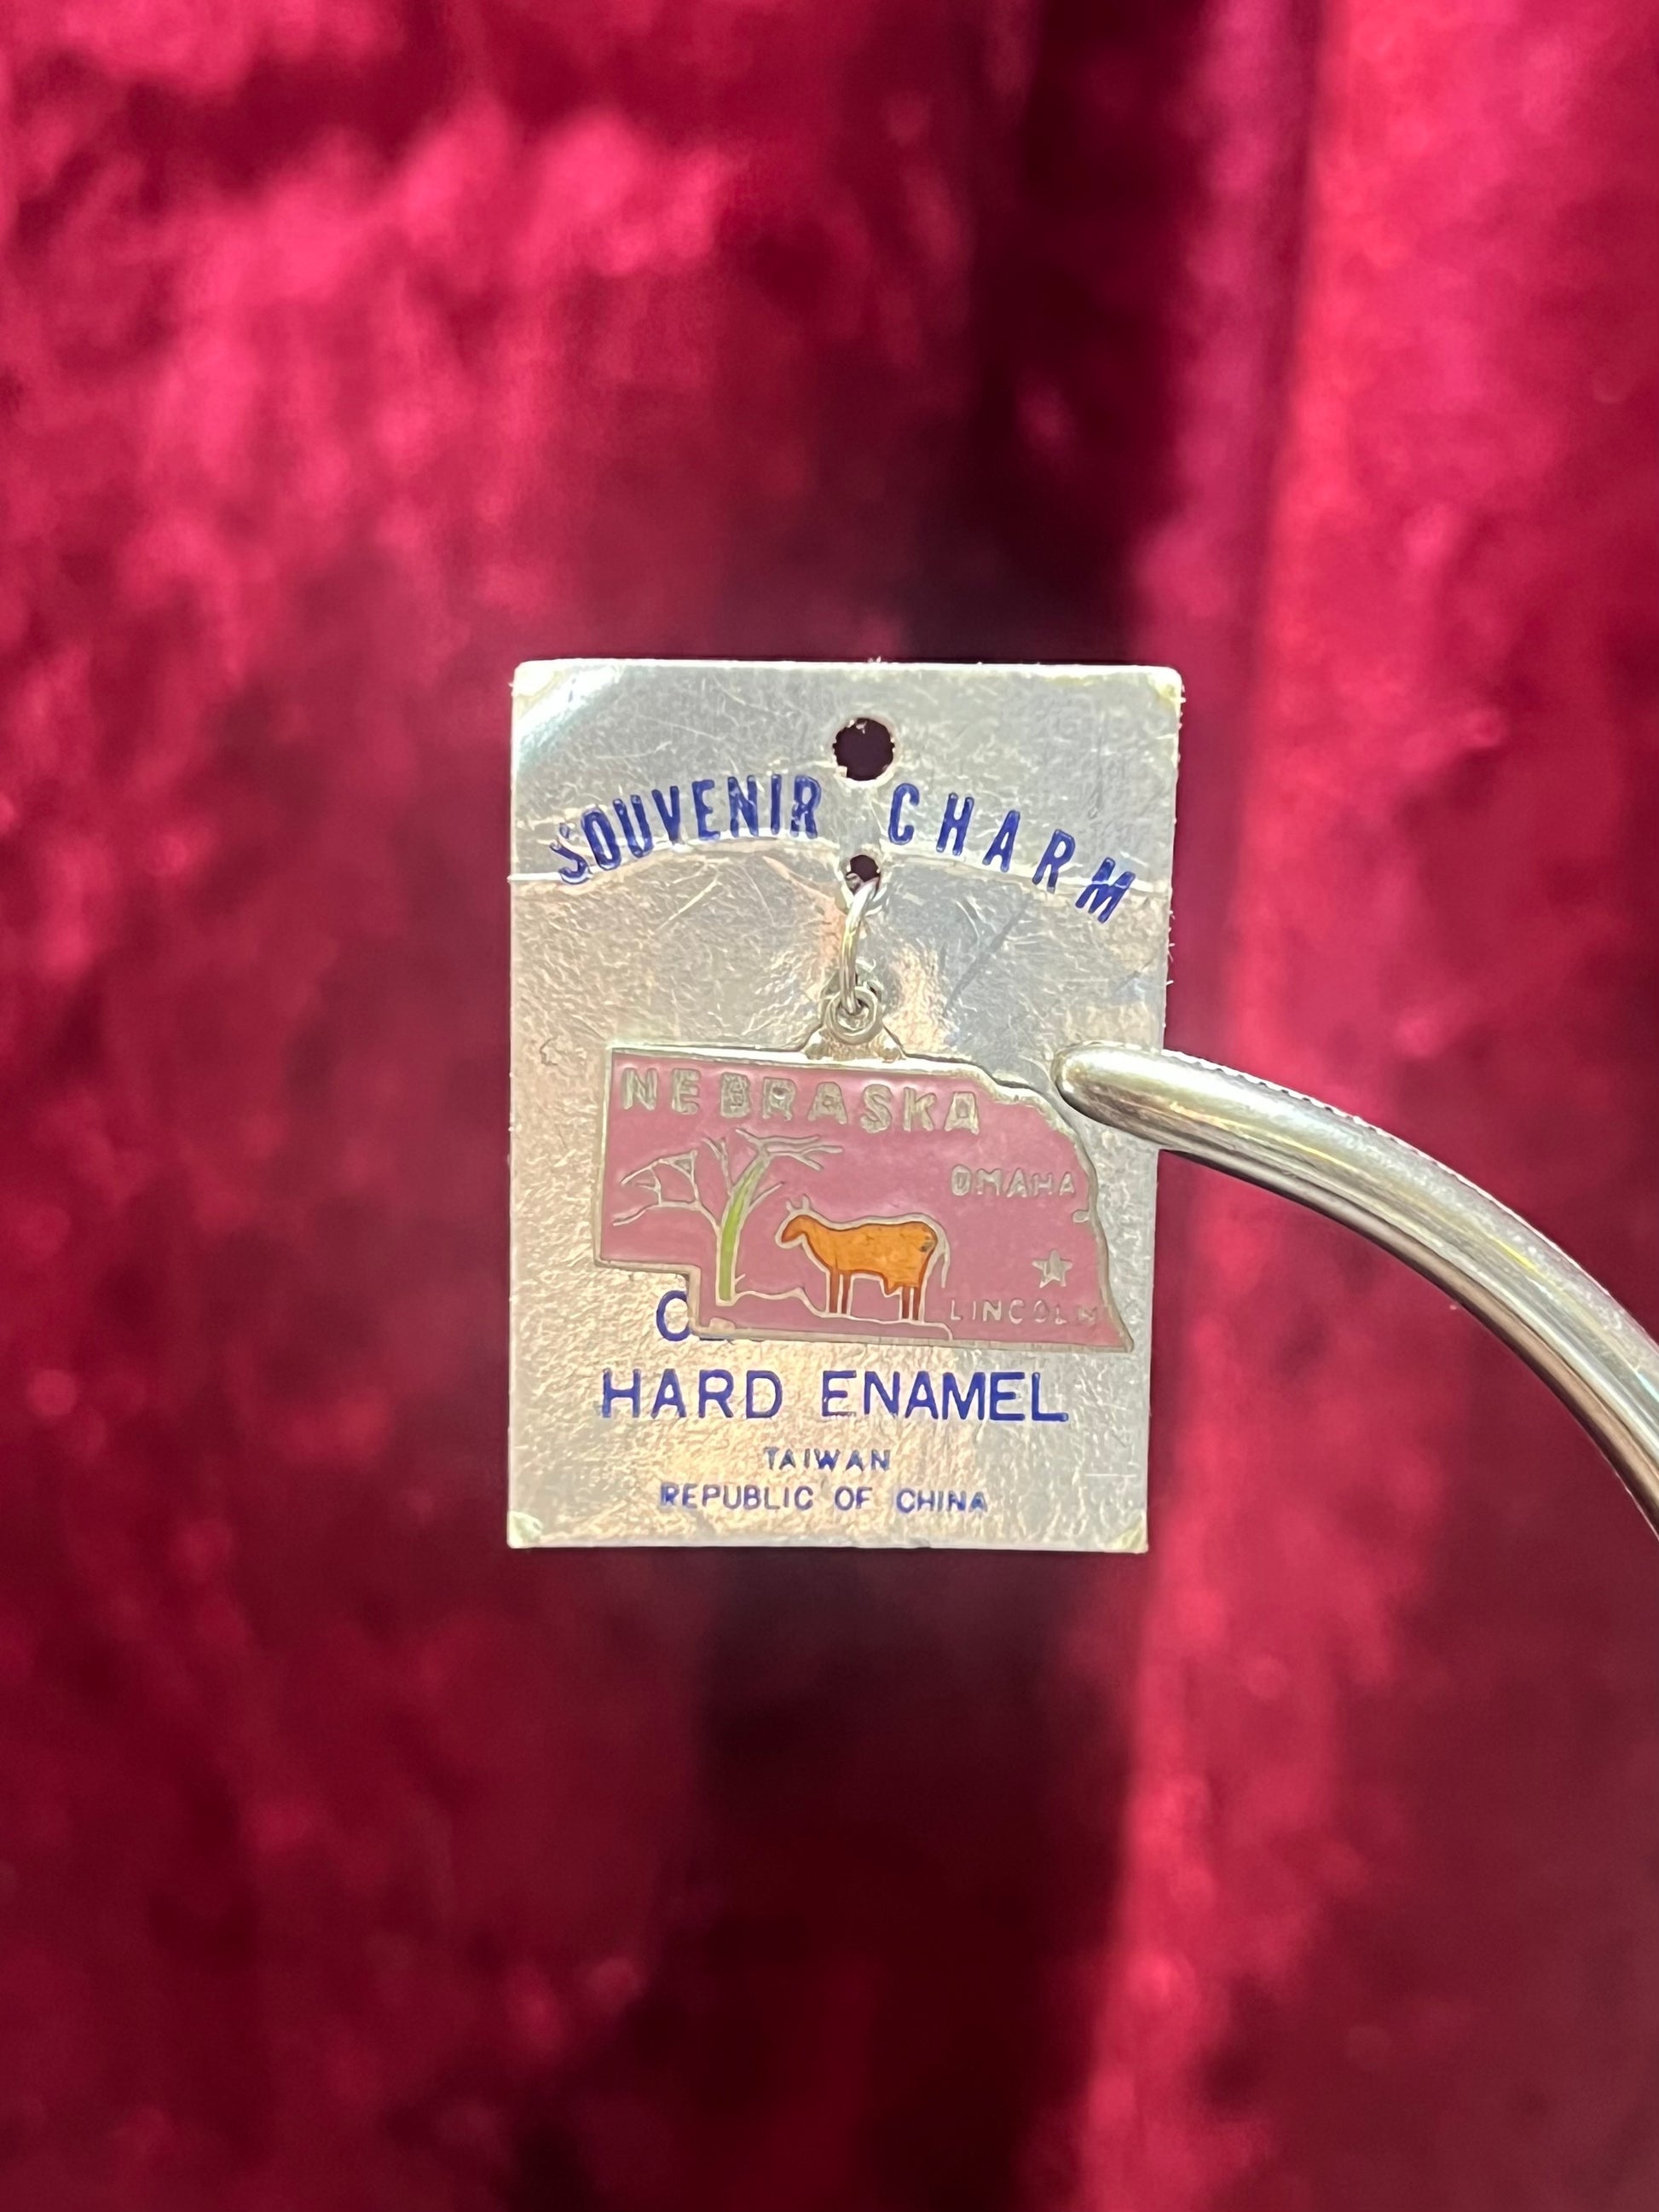 SOUVENIR CHARM
NEBRASKA
OMAHA
LINCOLN
HARD ENAMEL
TAIWAN
REPUBLIC OF CHINA